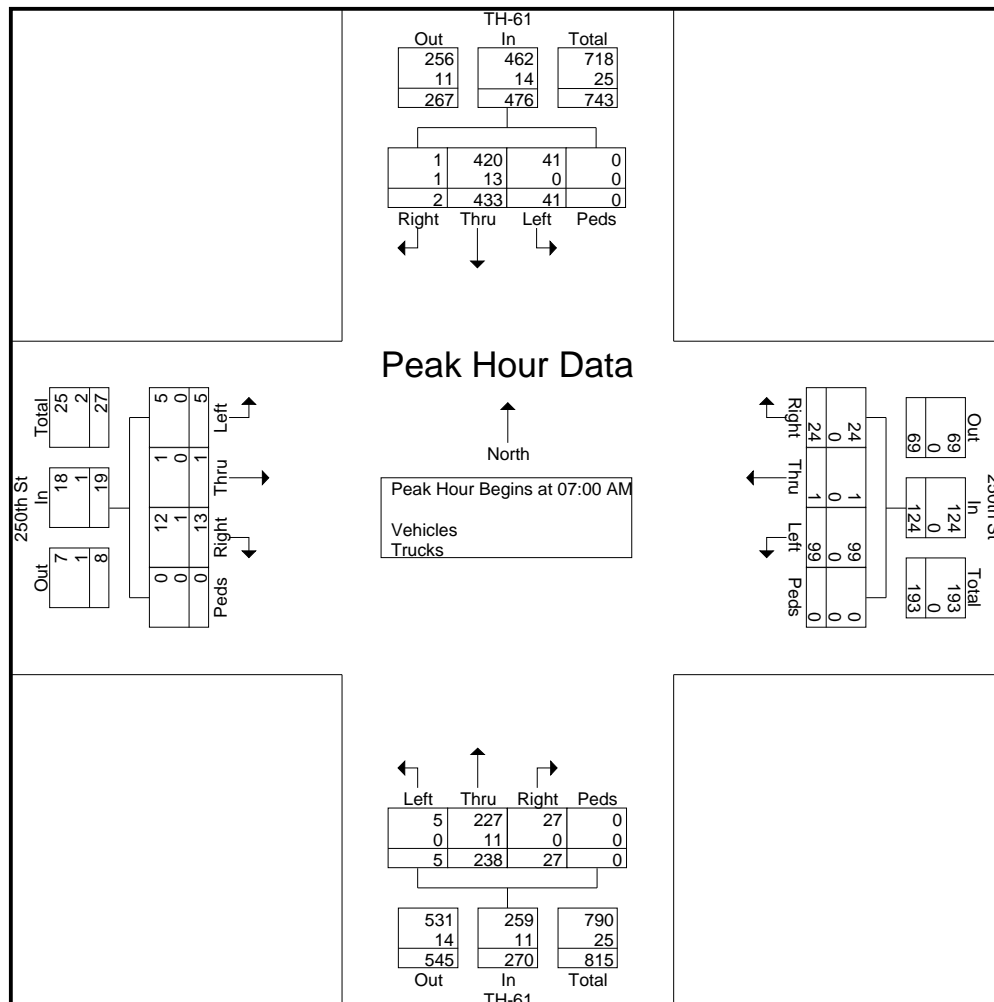 TH-61
Out In Total
256 462 718
11 14 25
267 476 743
1 420 41 0
1 13 0 0
2 433 41 0
Right Thru Left Peds
Peak Hour Data
North
Peak Hour Begins at 07:00 AM
Vehicles
Trucks
250th St
Total In Out
25 18 7
2 1 1
27 19 8
5 1 12 0
0 0 1 0
5 1 13 0
Left Thru Right Peds
Right Thru Left Peds
24 1 99 0
0 0 0 0
24 1 99 0
Out In Total
69 124 193
0 0 0
69 124 193
250th St
Left Thru Right Peds
5 227 27 0
0 11 0 0
5 238 27 0
531 259 790
14 11 25
545 270 815
Out In Total
TH-61